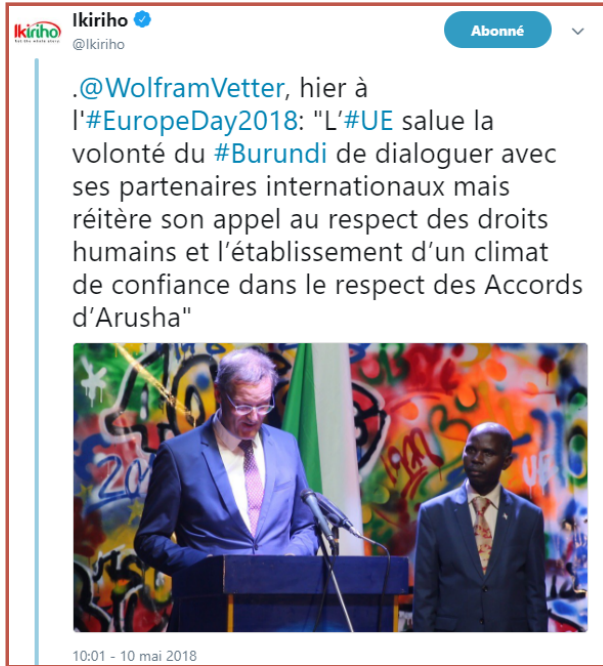 Ikiriho
Ikiriho
@Ikiriho
Abonné
.@WolframVetter, hier à
l'#EuropeDay2018: "L'#UE salue la
volonté du #Burundi de dialoguer avec
ses partenaires internationaux mais
réitère son appel au respect des droits
humains et l'établissement d'un climat
de confiance dans le respect des Accords
d'Arusha"
10:01 - 10 mai 2018